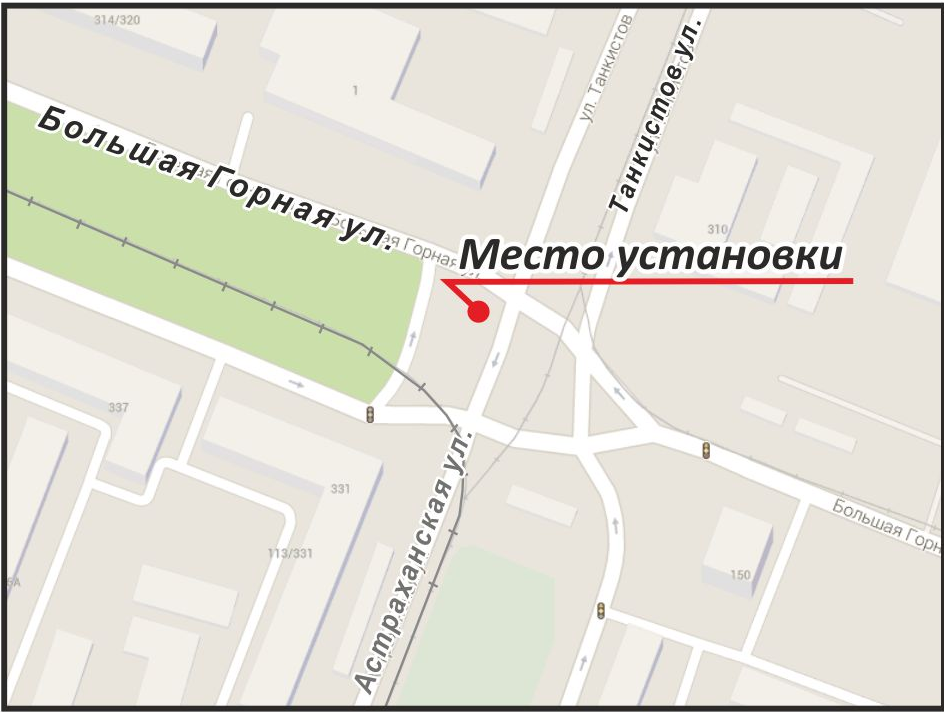 314/320
1
ул. Танкистов
Танкистов ул.
Большая Горная ул.
310
Место установки
337
331
113/331
Астраханская ул.
Большая Горн
150
5А